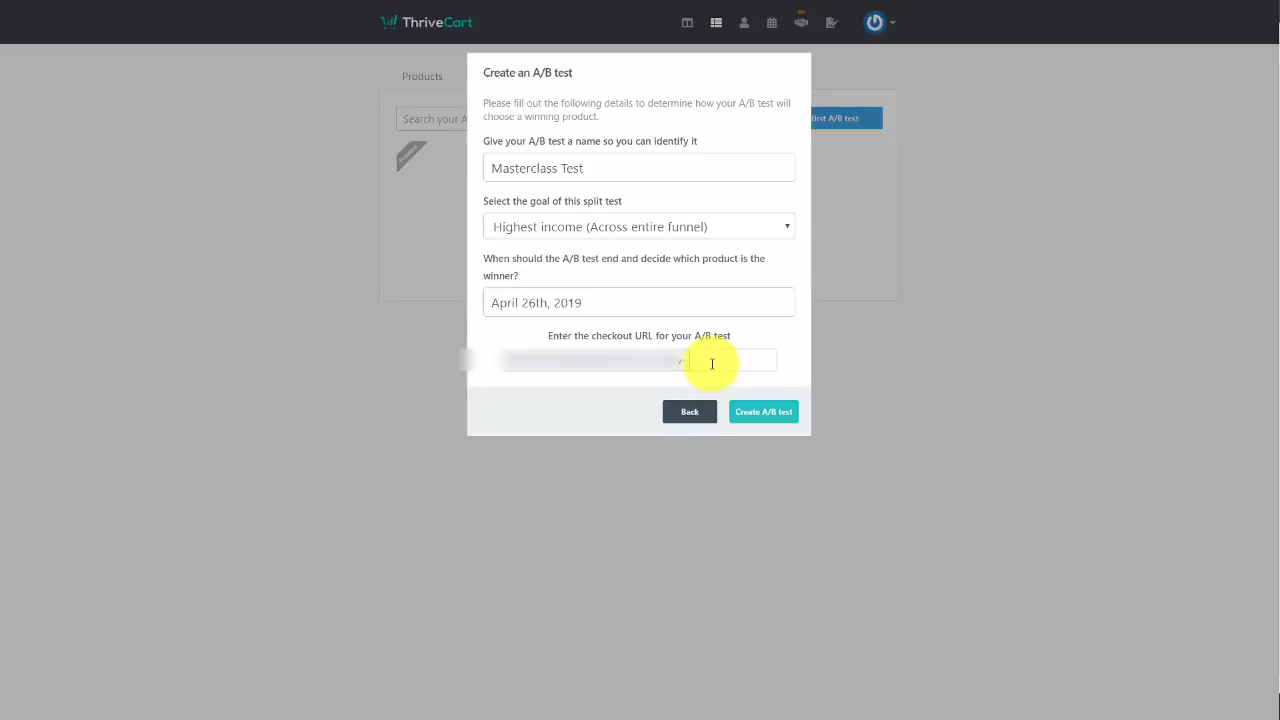 ThriveCart
Create an A/B test
Products
Please fill out the following details to determine how your A/B test will
choose a winning product.
Search your A
first A/B test
Give your A/B test a name so you can identify it
Masterclass Test
Select the goal of this split test
Highest income (Across entire funnel)
When should the A/B test end and decide which product is the
winner?
April 26th, 2019
Enter the checkout URL for your A/B test
Back
Create A/B test